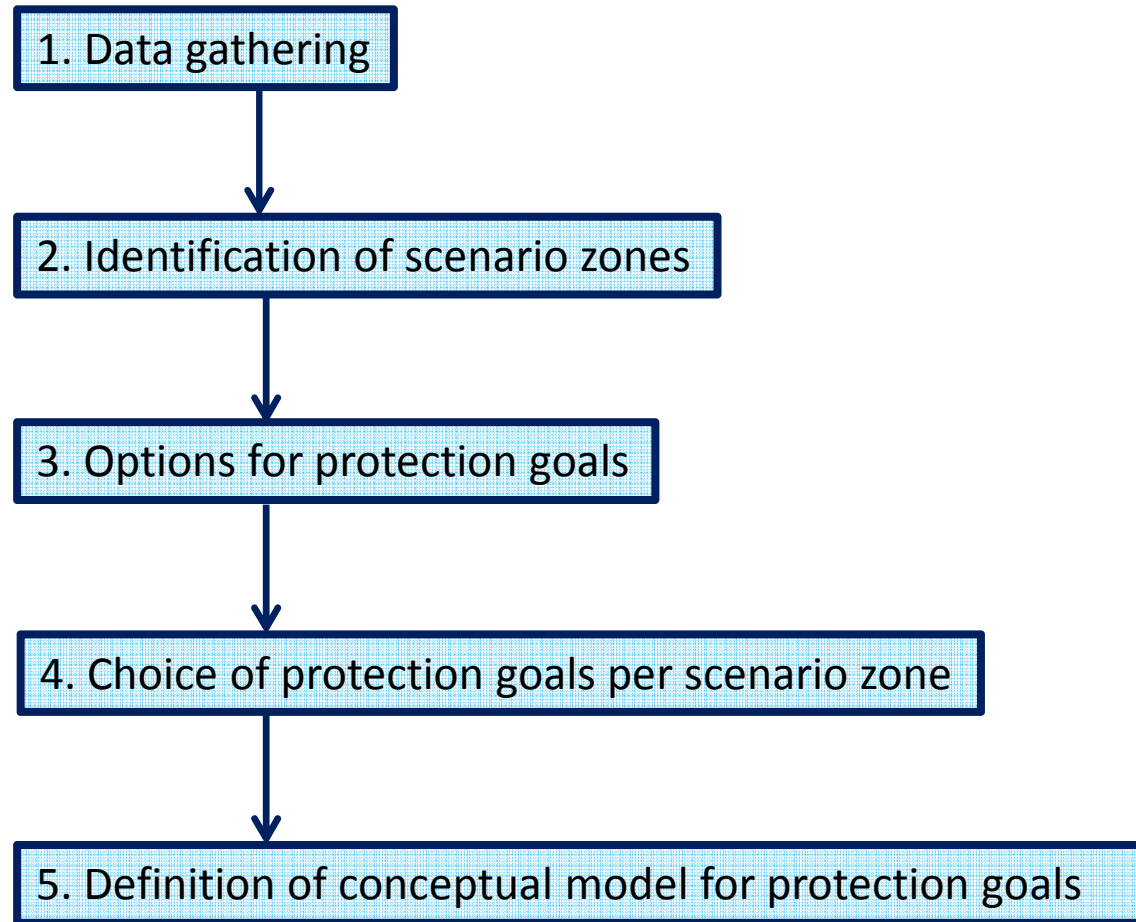 1. Data gathering
2. Identification of scenario zones
3. Options for protection goals
4. Choice of protection goals per scenario zone
5. Definition of conceptual model for protection goals